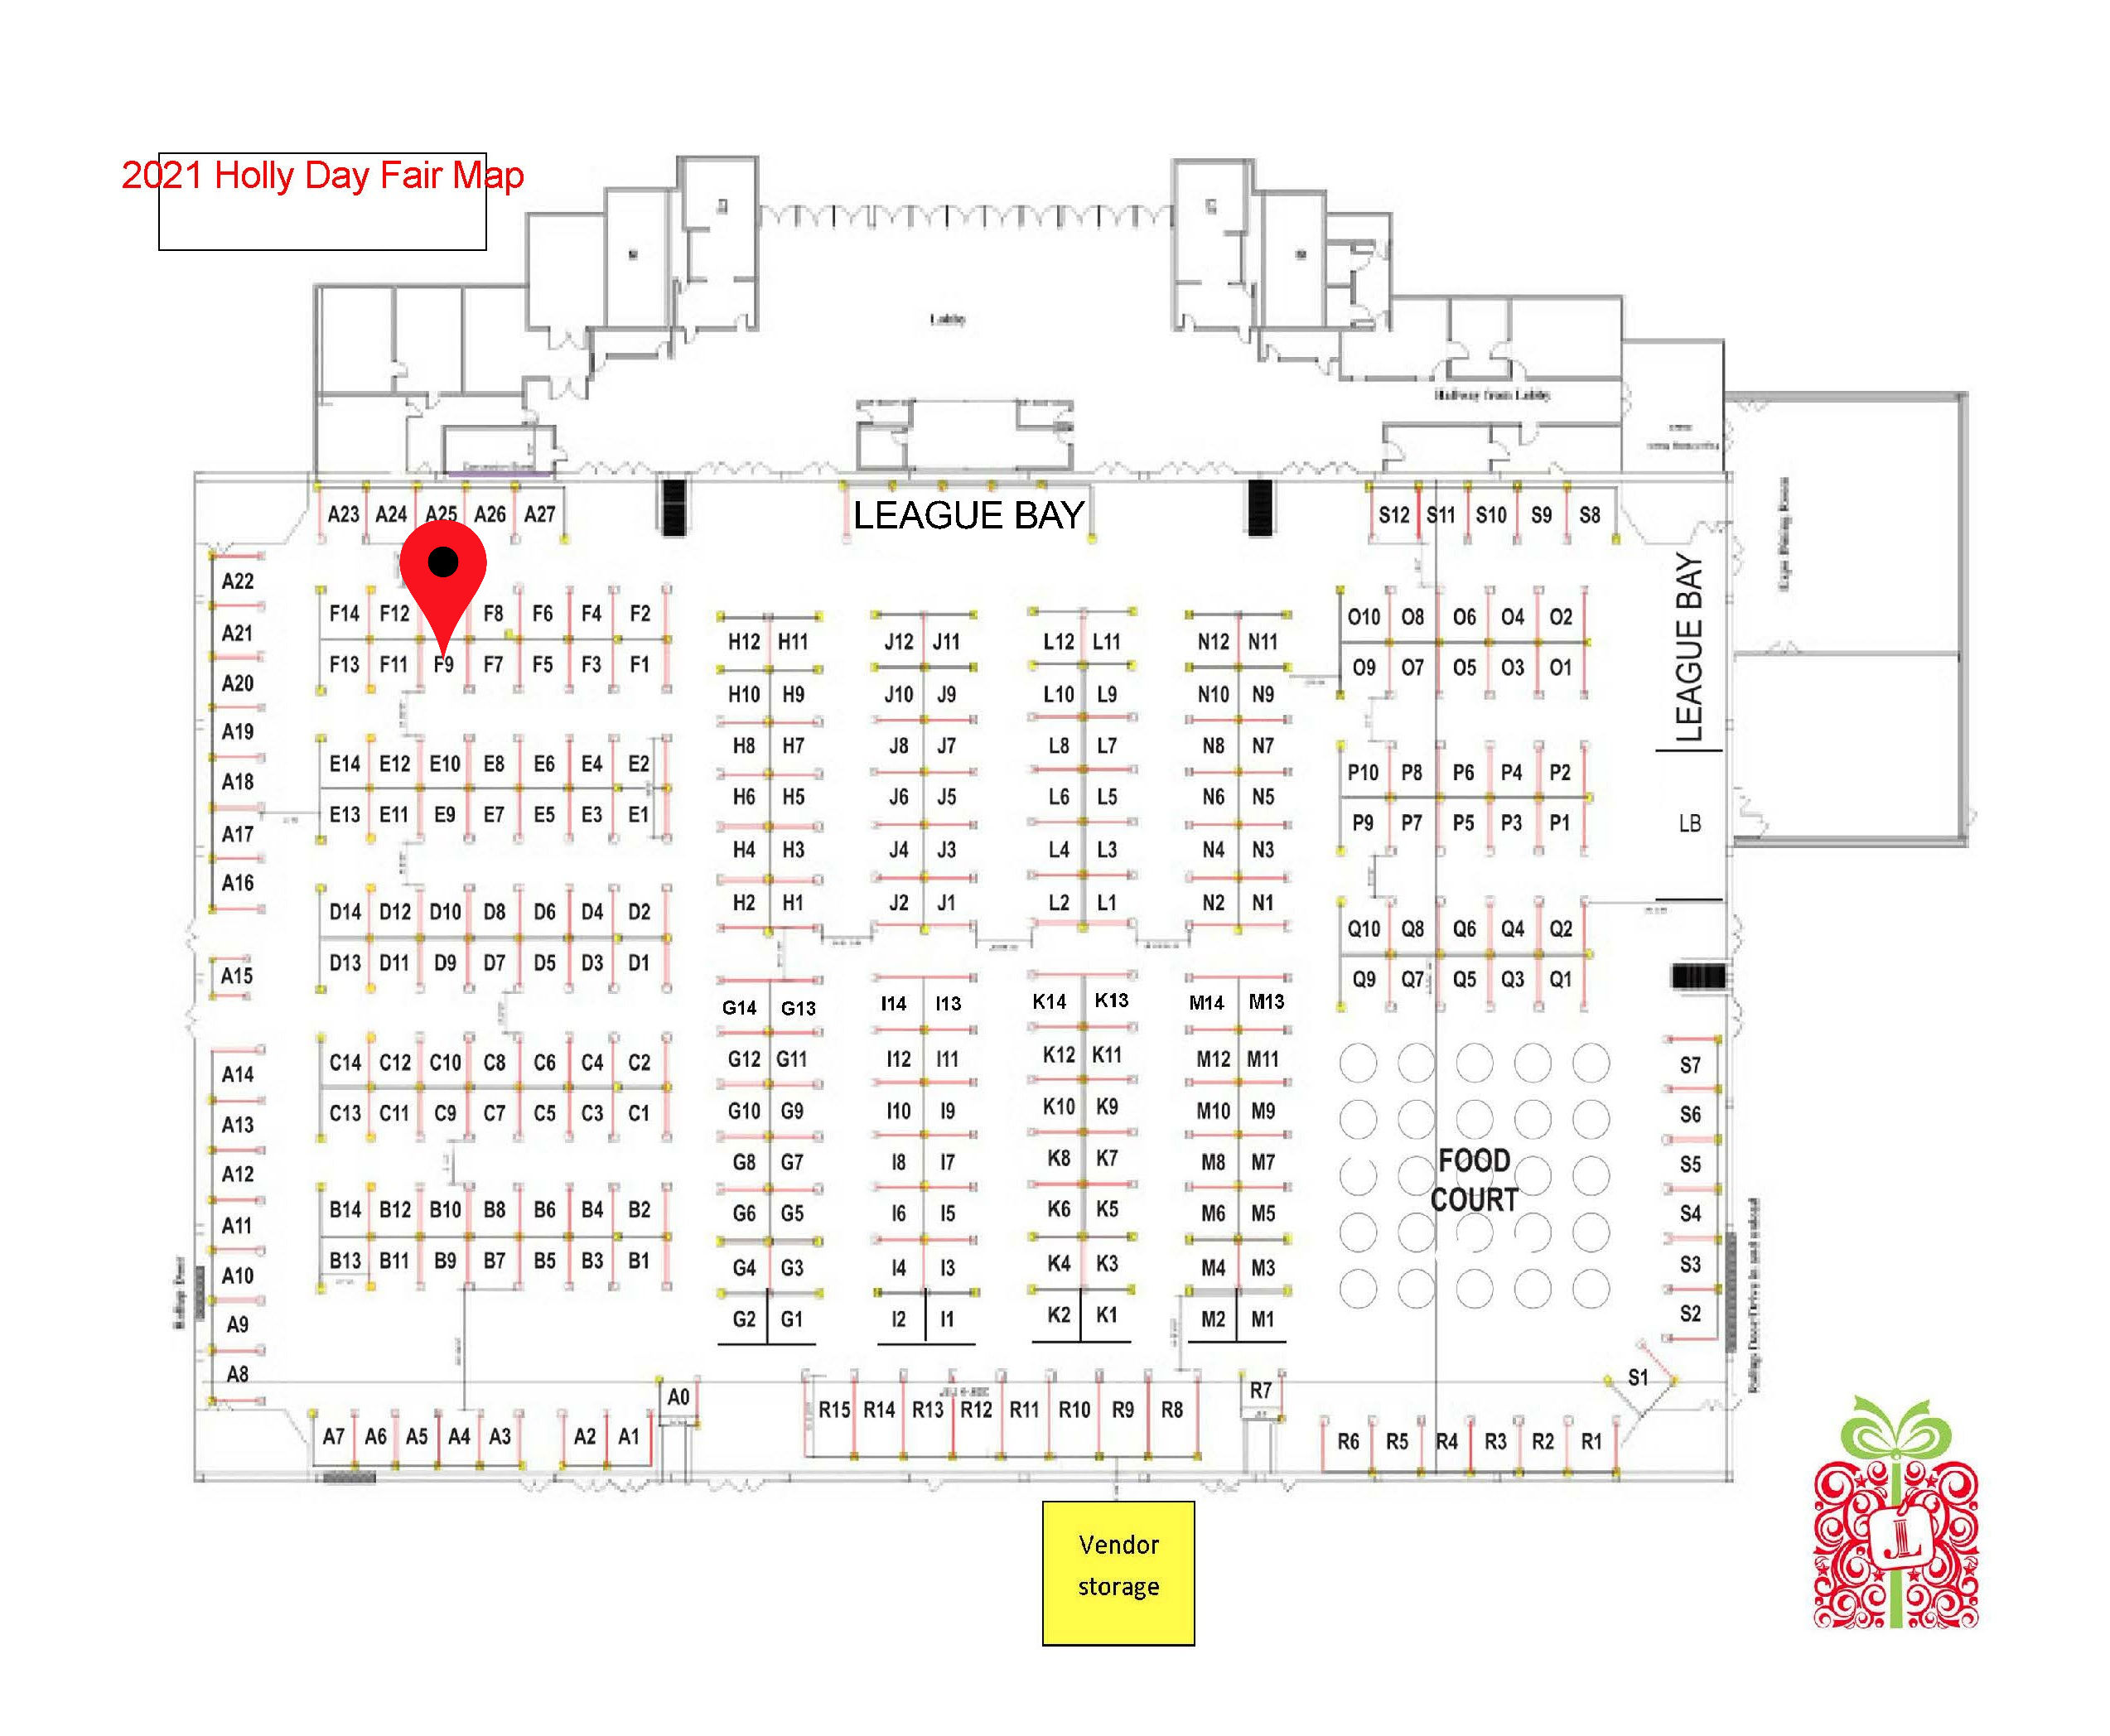 2021 Holly Day Fair Map
Lobby
Hallway from Lobby
LEAGUE BAY
A23 A24 A25 A26 A27
S12 S11 S10 S9 S8
Expo Dining Room
LEAGUE BAY
LB
A22
A21
A20
A19
A18
A17
A16
A15
A14
A13
A12
A11
A10
A9
A8
F14 F12 F8 F6 F4 F2
F13 F11 F9 F7 F5 F3 F1
E14 E12 E10 E8 E6 E4 E2
E13 E11 E9 E7 E5 E3 E1
D14 D12 D10 D8 D6 D4 D2
D13 D11 D9 D7 D5 D3 D1
C14 C12 C10 C8 C6 C4 C2
C13 C11 C9 C7 C5 C3 C1
B14 B12 B10 B8 B6 B4 B2
B13 B11 B9 B7 B5 B3 B1
H12 H11
H10 H9
H8 H7
H6 H5
H4 H3
H2 H1
G14 G13
G12 G11
G10 G9
G8 G7
G6 G5
G4 G3
G2 G1
J12 J11
J10 J9
J8 J7
J6 J5
J4 J3
J2 J1
I14 I13
I12 I11
I10 I9
I8 I7
I6 I5
I4 I3
I2 I1
L12 L11
L10 L9
L8 L7
L6 L5
L4 L3
L2 L1
K14 K13
K12 K11
K10 K9
K8 K7
K6 K5
K4 K3
K2 K1
N12 N11
N10 N9
N8 N7
N6 N5
N4 N3
N2 N1
M14 M13
M12 M11
M10 M9
M8 M7
M6 M5
M4 M3
M2 M1
O10 O8 O6 O4 O2
O9 O7 O5 O3 O1
P10 P8 P6 P4 P2
P9 P7 P5 P3 P1
Q10 Q8 Q6 Q4 Q2
Q9 Q7 Q5 Q3 Q1
FOOD
COURT
S7
S6
S5
S4
S3
S2
S1
Rollup Door
A7 A6 A5 A4 A3 A2 A1
A0
R15 R14 R13 R12 R11 R10 R9 R8
R7
R6 R5 R4 R3 R2 R1
Vendor
storage
JL